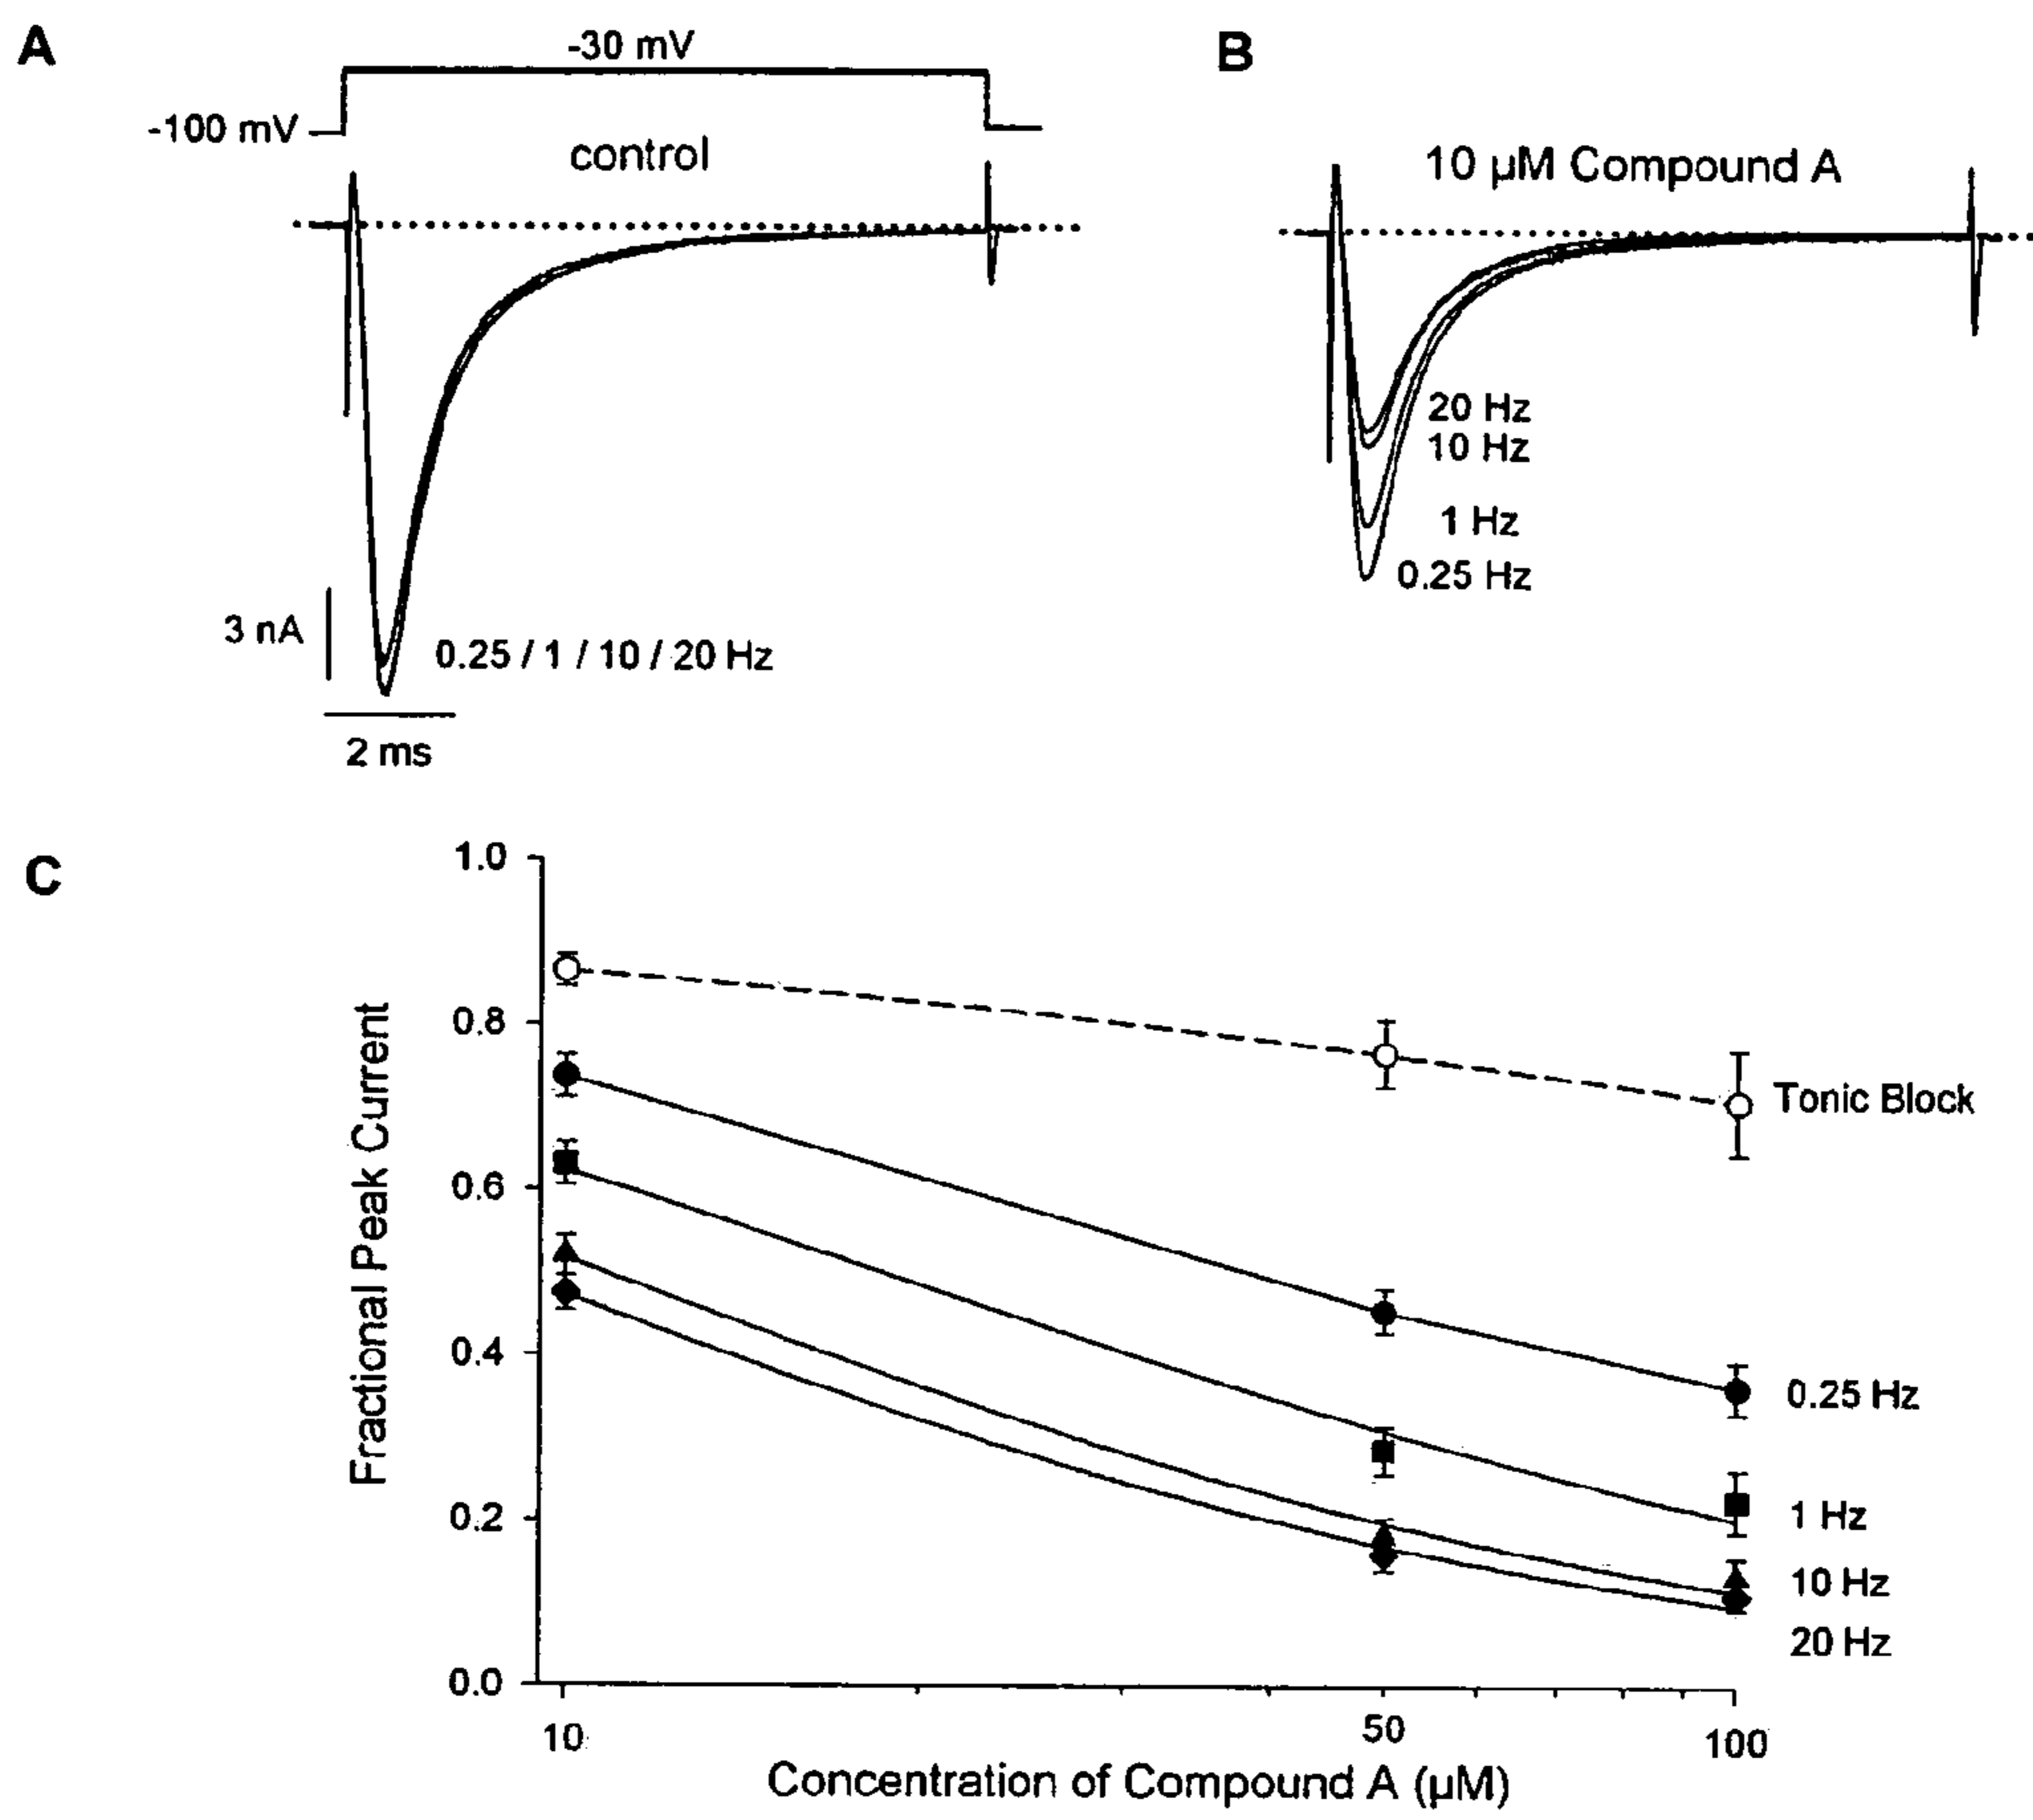 A
-30 mV
-100 mV
control
3 nA
0.25 / 1 / 10 / 20 Hz
2 ms
B
10 µM Compound A
20 Hz
10 Hz
1 Hz
0.25 Hz
C
Fractional Peak Current
1.0
0.8
0.6
0.4
0.2
0.0
Tonic Block
0.25 Hz
1 Hz
10 Hz
20 Hz
10
50
100
Concentration of Compound A (µM)